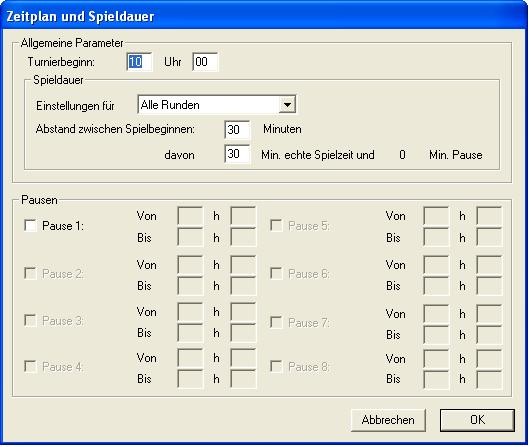 Zeitplan und Spieldauer
Allgemeine Parameter
Turnierbeginn: 10 Uhr 00
Spieldauer
Einstellungen für Alle Runden
Abstand zwischen Spielbeginnen: 30 Minuten
davon 30 Min. echte Spielzeit und 0 Min. Pause
Pausen
Pause 1: Von h
Bis h
Pause 2: Von h
Bis h
Pause 3: Von h
Bis h
Pause 4: Von h
Bis h
Pause 5: Von h
Bis h
Pause 6: Von h
Bis h
Pause 7: Von h
Bis h
Pause 8: Von h
Bis h
Abbrechen OK